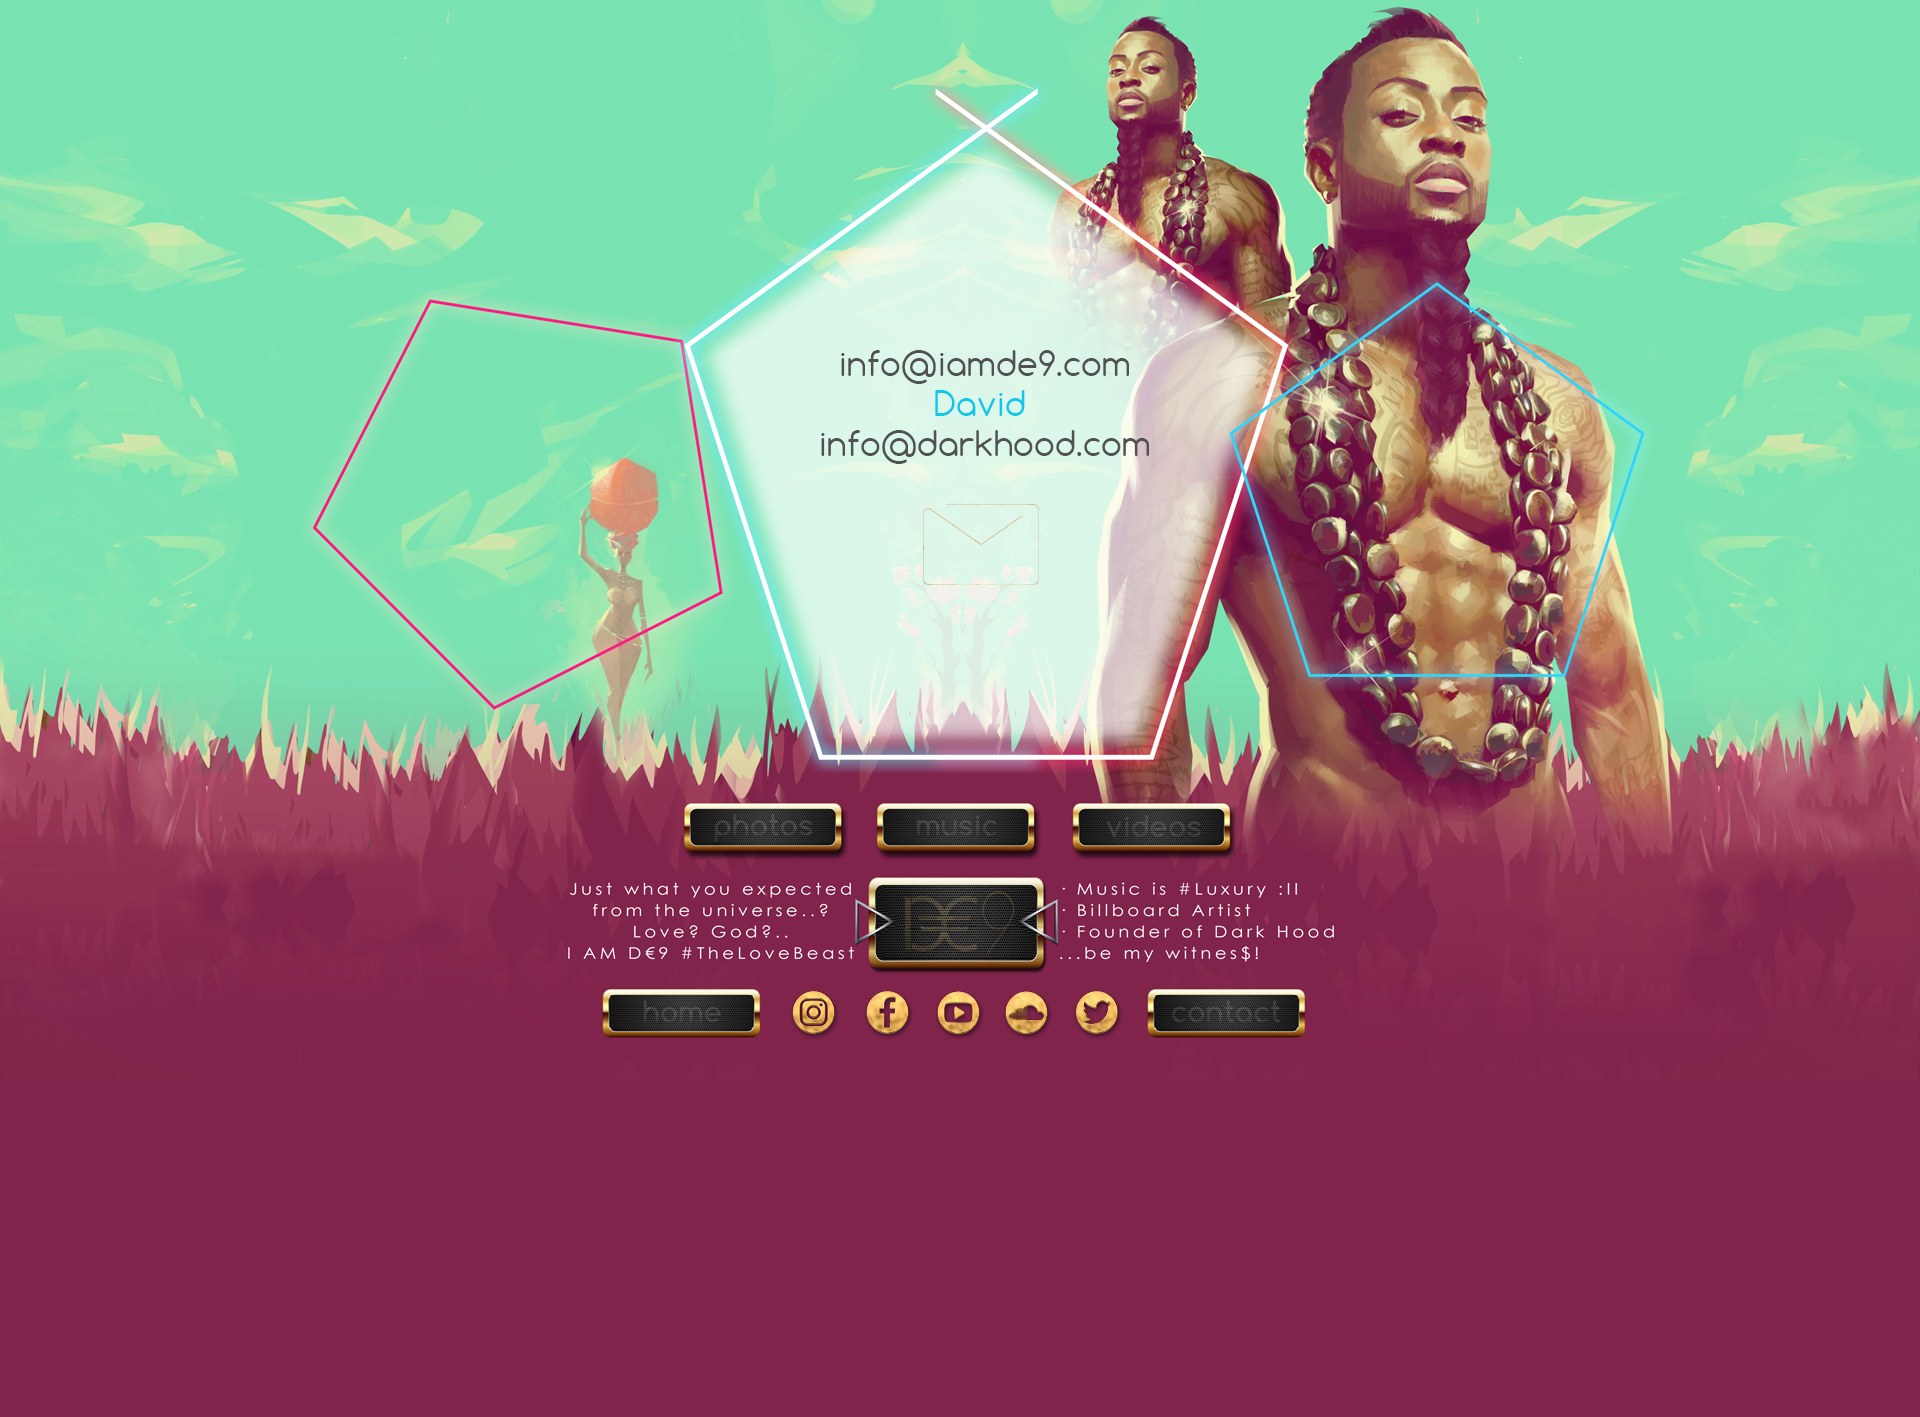 info@iamde9.com
David
info@darkhood.com
photos
music
videos
Just what you expected
from the universe..?
Love? God?..
I AM D€9 #TheLoveBeast
D€9
· Music is #Luxury :II
· Billboard Artist
· Founder of Dark Hood
...be my witnes$!
home
contact